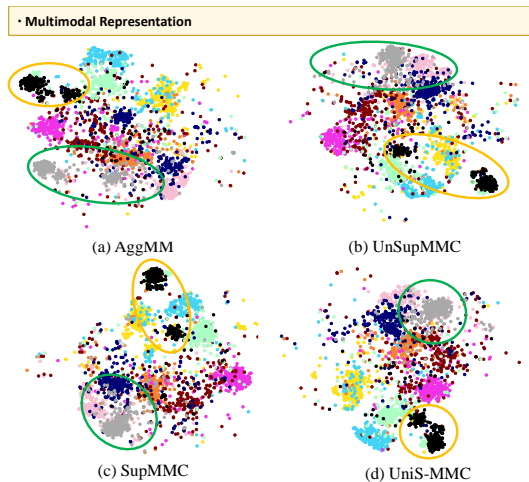 · Multimodal Representation
(a) AggMM
(b) UnSupMMC
(c) SupMMC
(d) UniS-MMC